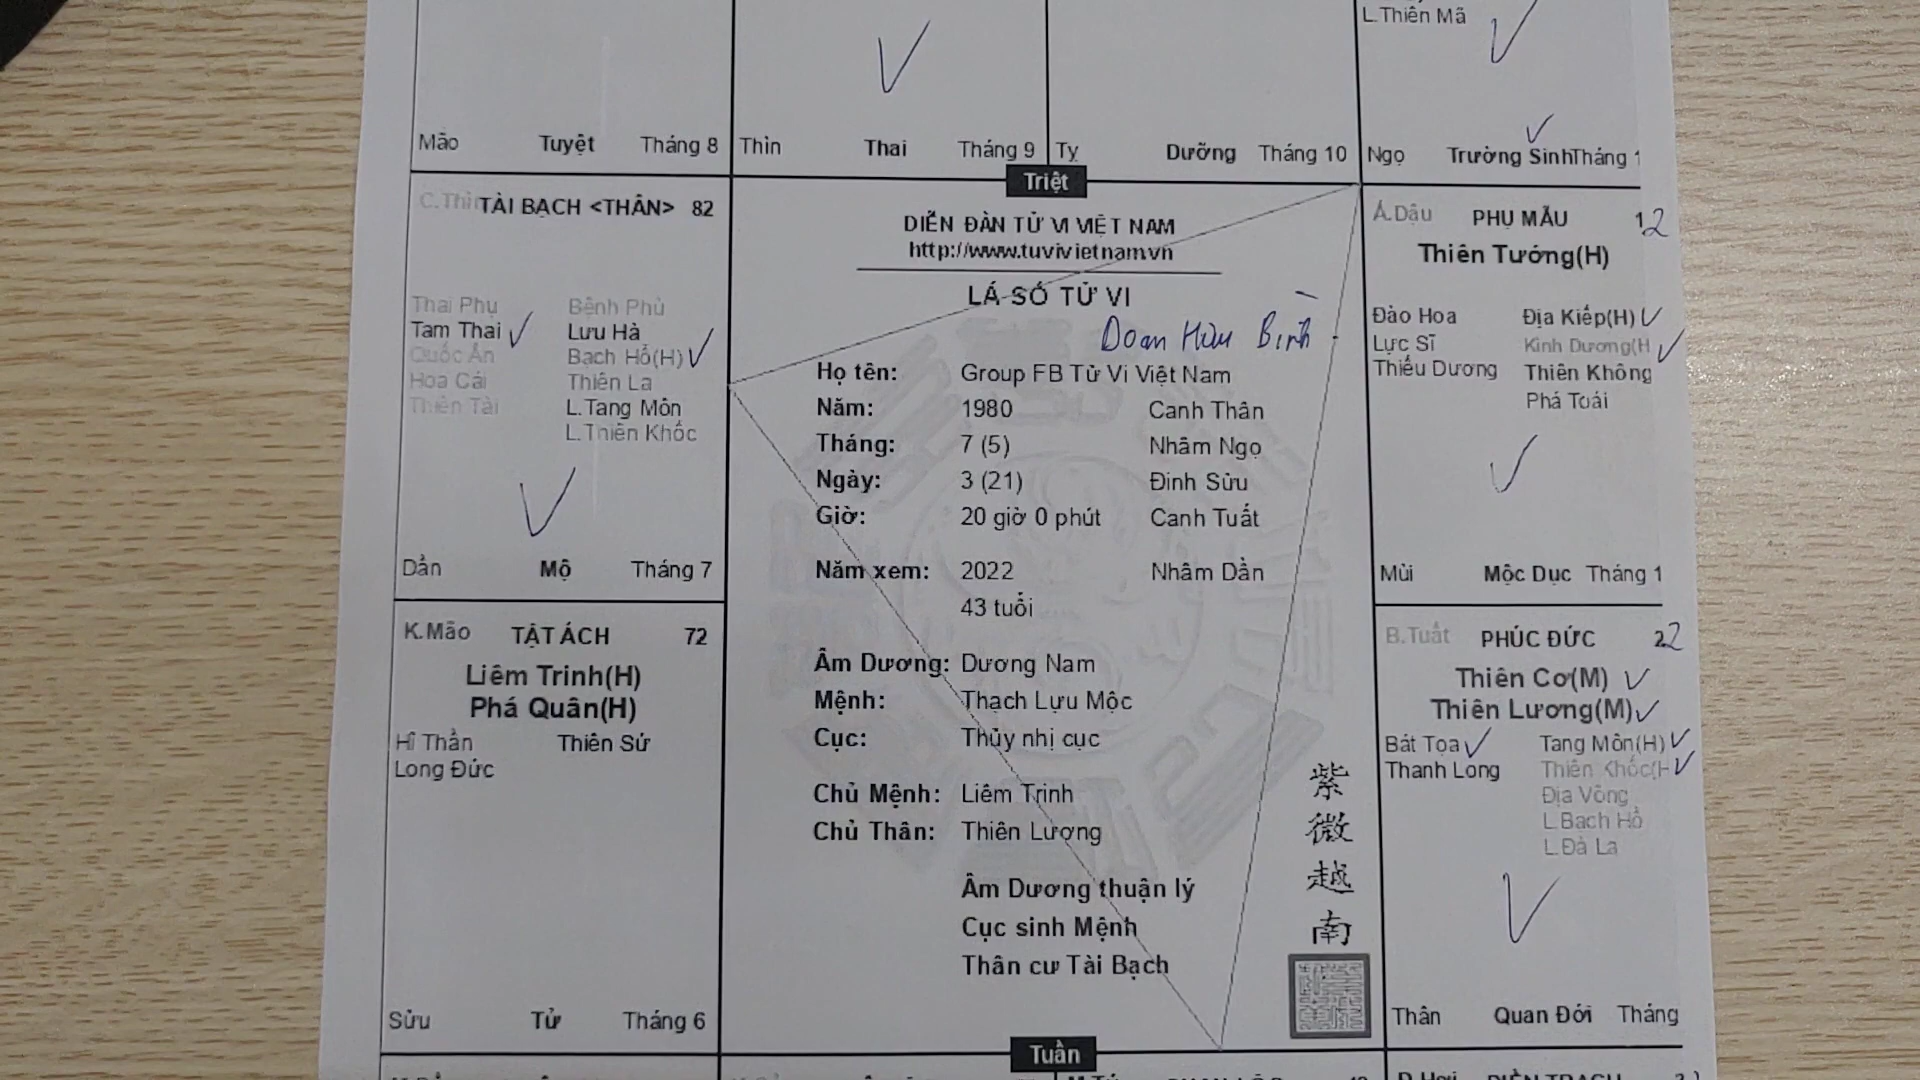 L.Thiên Mã
Mão Tuyệt Tháng 8
Thìn Thai Tháng 9
Tỵ Dưỡng Tháng 10
Ngọ Trường Sinh Tháng 1
Triệt
TÀI BẠCH <THÂN> 82
Thai Phụ Bệnh Phù
Tam Thai Lưu Hà
Quốc Ấn Bạch Hổ(H)
Hoa Cái Thiên La
Thiên Tài L.Tang Môn
L.Thiên Khốc
Dần Mộ Tháng 7
DIỄN ĐÀN TỬ VI VIỆT NAM
http://www.tuvivietnam.vn
LÁ SỐ TỬ VI
Doan Hữu Bình
Họ tên: Group FB Tử Vi Việt Nam
Năm: 1980 Canh Thân
Tháng: 7 (5) Nhâm Ngọ
Ngày: 3 (21) Đinh Sửu
Giờ: 20 giờ 0 phút Canh Tuất
Năm xem: 2022 Nhâm Dần
43 tuổi
Âm Dương: Dương Nam
Mệnh: Thạch Lựu Mộc
Cục: Thủy nhị cục
Chủ Mệnh: Liêm Trinh
Chủ Thân: Thiên Lương
Âm Dương thuận lý
Cục sinh Mệnh
Thân cư Tài Bạch
紫
微
越
南
Tuần
Ấ.Dậu PHỤ MẪU 12
Thiên Tướng(H)
Đào Hoa Địa Kiếp(H)
Lực Sĩ Kình Dương(H
Thiếu Dương Thiên Không
Phá Toái
Mùi Mộc Dục Tháng 1
K.Mão TẬT ÁCH 72
Liêm Trinh(H)
Phá Quân(H)
Hỉ Thần Thiên Sứ
Long Đức
Sửu Tử Tháng 6
B.Tuất PHÚC ĐỨC 22
Thiên Cơ(M)
Thiên Lương(M)
Bát Tọa Tang Môn(H)
Thanh Long Thiên Khốc(H
Địa Võng
L.Bạch Hổ
L.Đà La
Thân Quan Đới Tháng